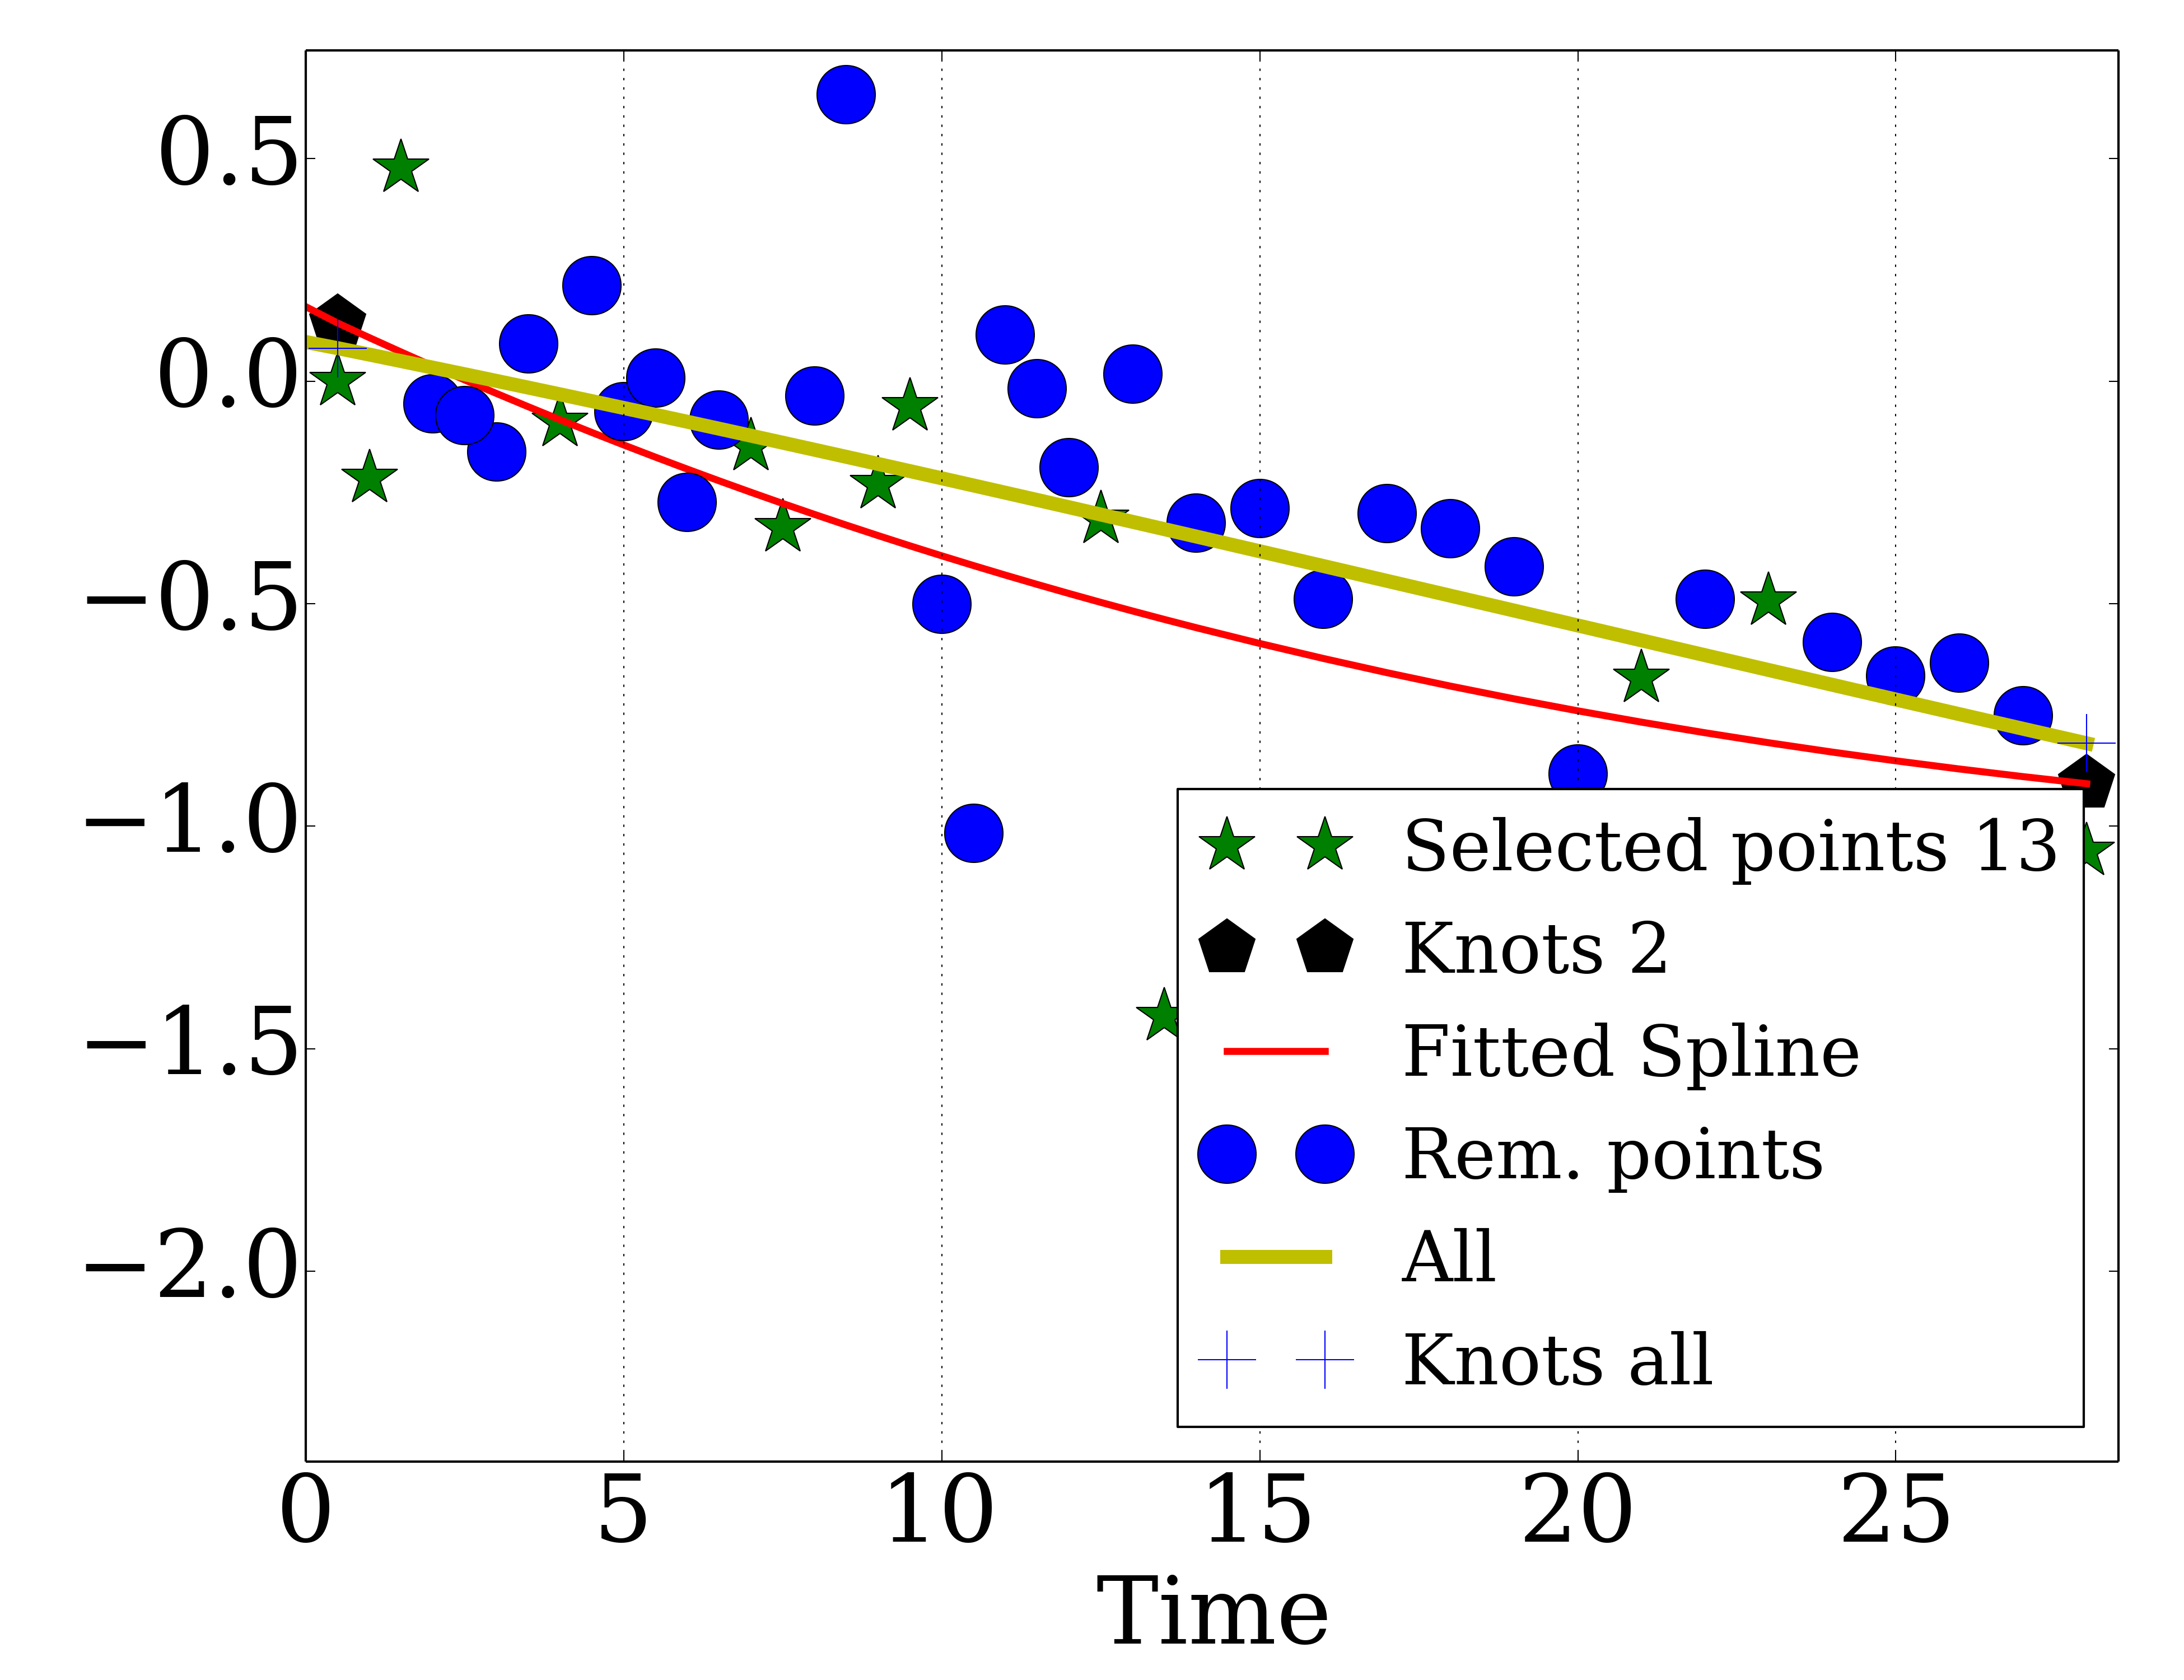 0.5
0.0
−0.5
−1.0
−1.5
−2.0
Selected points 13
Knots 2
Fitted Spline
Rem. points
All
Knots all
0 5 10 15 20 25
Time